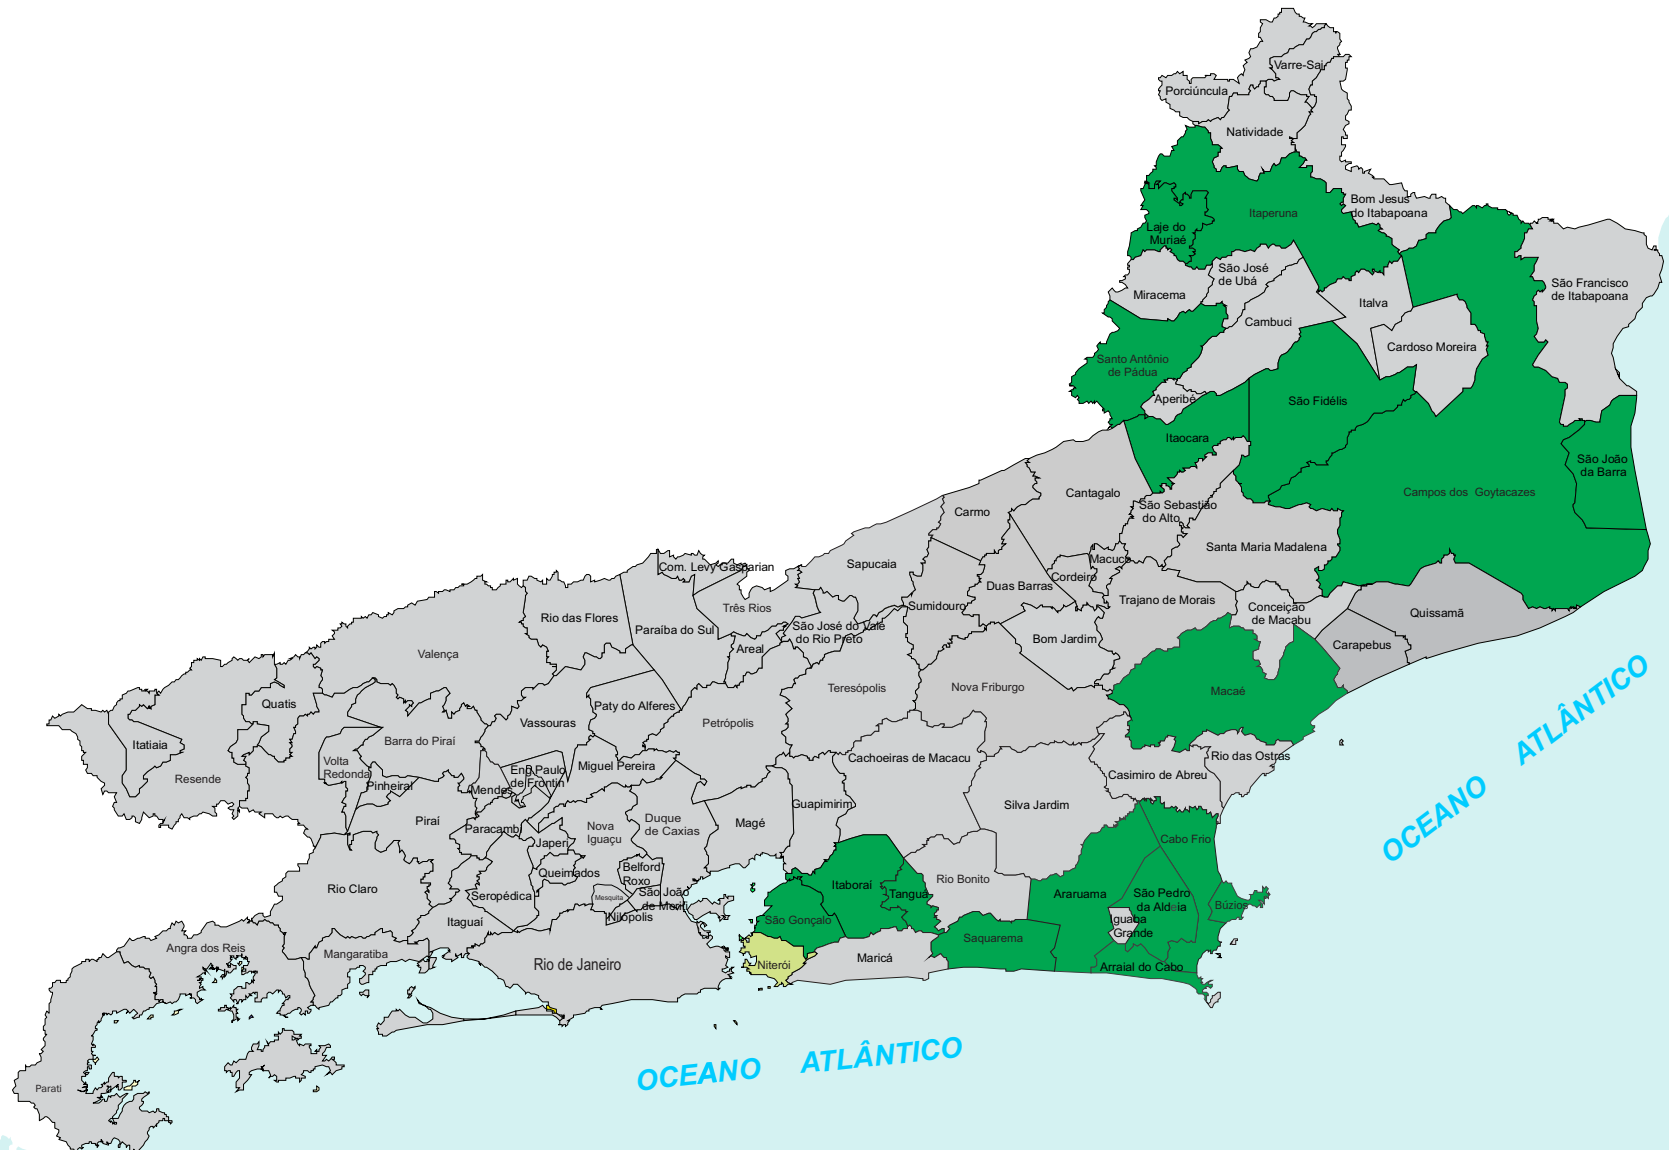 Varre-Sai
Porciúncula
Natividade
Bom Jesus
do Itabapoana
Itaperuna
Laje do
Muriaé
São José
de Ubá
Miracema
Italva
São Francisco
de Itabapoana
Cambuci
Cardoso Moreira
Santo Antônio
de Pádua
Aperibé
São Fidélis
Itaocara
São João
da Barra
Campos dos Goytacazes
Cantagalo
São Sebastião
do Alto
Carmo
Santa Maria Madalena
Macuco
Sapucaia
Com. Levy Gasparian
Cordeiro
Duas Barras
Trajano de Morais
Conceição
de Macabu
Quissamã
Três Rios
Sumidouro
Rio das Flores
Paraíba do Sul
São José do Vale
do Rio Preto
Bom Jardim
Carapebus
Areal
Valença
Teresópolis
Nova Friburgo
Macaé
Quatis
Paty do Alferes
Vassouras
Petrópolis
Barra do Piraí
Itatiaia
Cachoeiras de Macacu
Rio das Ostras
Volta
Redonda
Miguel Pereira
Eng Paulo
de Frontin
Casimiro de Abreu
Resende
Pinheiral
Mendes
Guapimirim
Silva Jardim
Piraí
Paracambi
Nova
Iguaçu
Duque
de Caxias
Magé
Japeri
Cabo Frio
Queimados
Belford
Roxo
Rio Claro
Seropédica
Mesquita
São João
de Meriti
Itaboraí
Tanguá
Rio Bonito
Araruama
São Pedro
da Aldeia
Búzios
Nilópolis
Itaguaí
São Gonçalo
Iguaba
Grande
Saquarema
Angra dos Reis
Mangaratiba
Rio de Janeiro
Niterói
Maricá
Arraial do Cabo
Parati
OCEANO ATLÂNTICO
OCEANO ATLÂNTICO